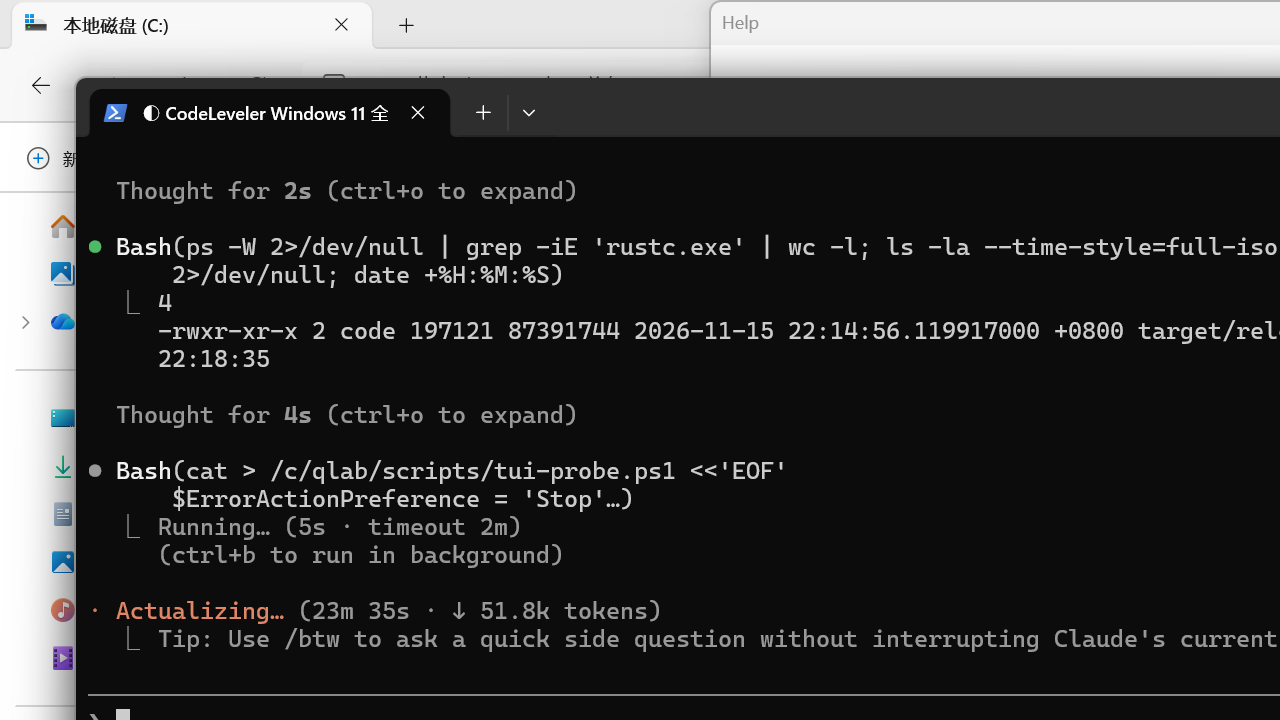 本地磁盘 (C:)
Help
新
CodeLeveler Windows 11 全
Thought for 2s (ctrl+o to expand)
● Bash(ps -W 2>/dev/null | grep -iE 'rustc.exe' | wc -l; ls -la --time-style=full-iso
2>/dev/null; date +%H:%M:%S)
⎿ 4
-rwxr-xr-x 2 code 197121 87391744 2026-11-15 22:14:56.119917000 +0800 target/rel
22:18:35
Thought for 4s (ctrl+o to expand)
● Bash(cat > /c/qlab/scripts/tui-probe.ps1 <<'EOF'
$ErrorActionPreference = 'Stop'…)
⎿ Running… (5s · timeout 2m)
(ctrl+b to run in background)
· Actualizing… (23m 35s · ↓ 51.8k tokens)
⎿ Tip: Use /btw to ask a quick side question without interrupting Claude's current